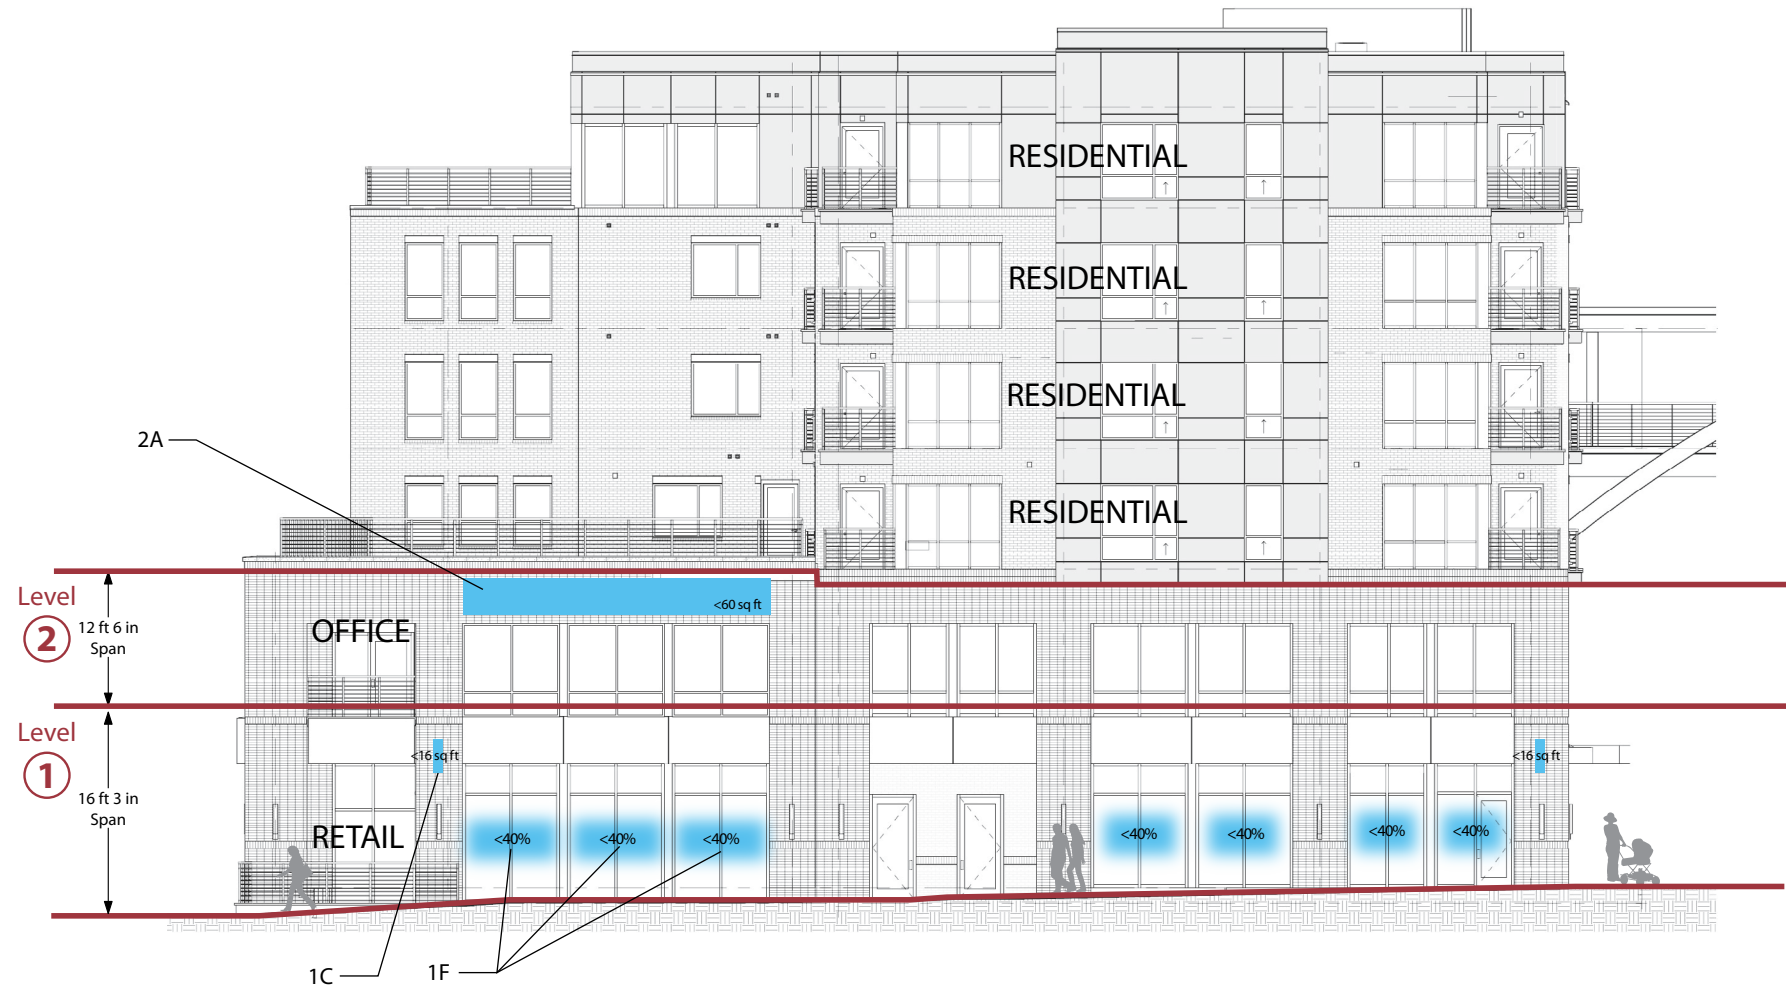 RESIDENTIAL
RESIDENTIAL
RESIDENTIAL
2A
RESIDENTIAL
Level
2
12 ft 6 in
Span
<60 sq ft
OFFICE
Level
1
16 ft 3 in
Span
<16 sq ft
<16 sq ft
RETAIL
<40%
<40%
<40%
<40%
<40%
<40%
<40%
1C
1F